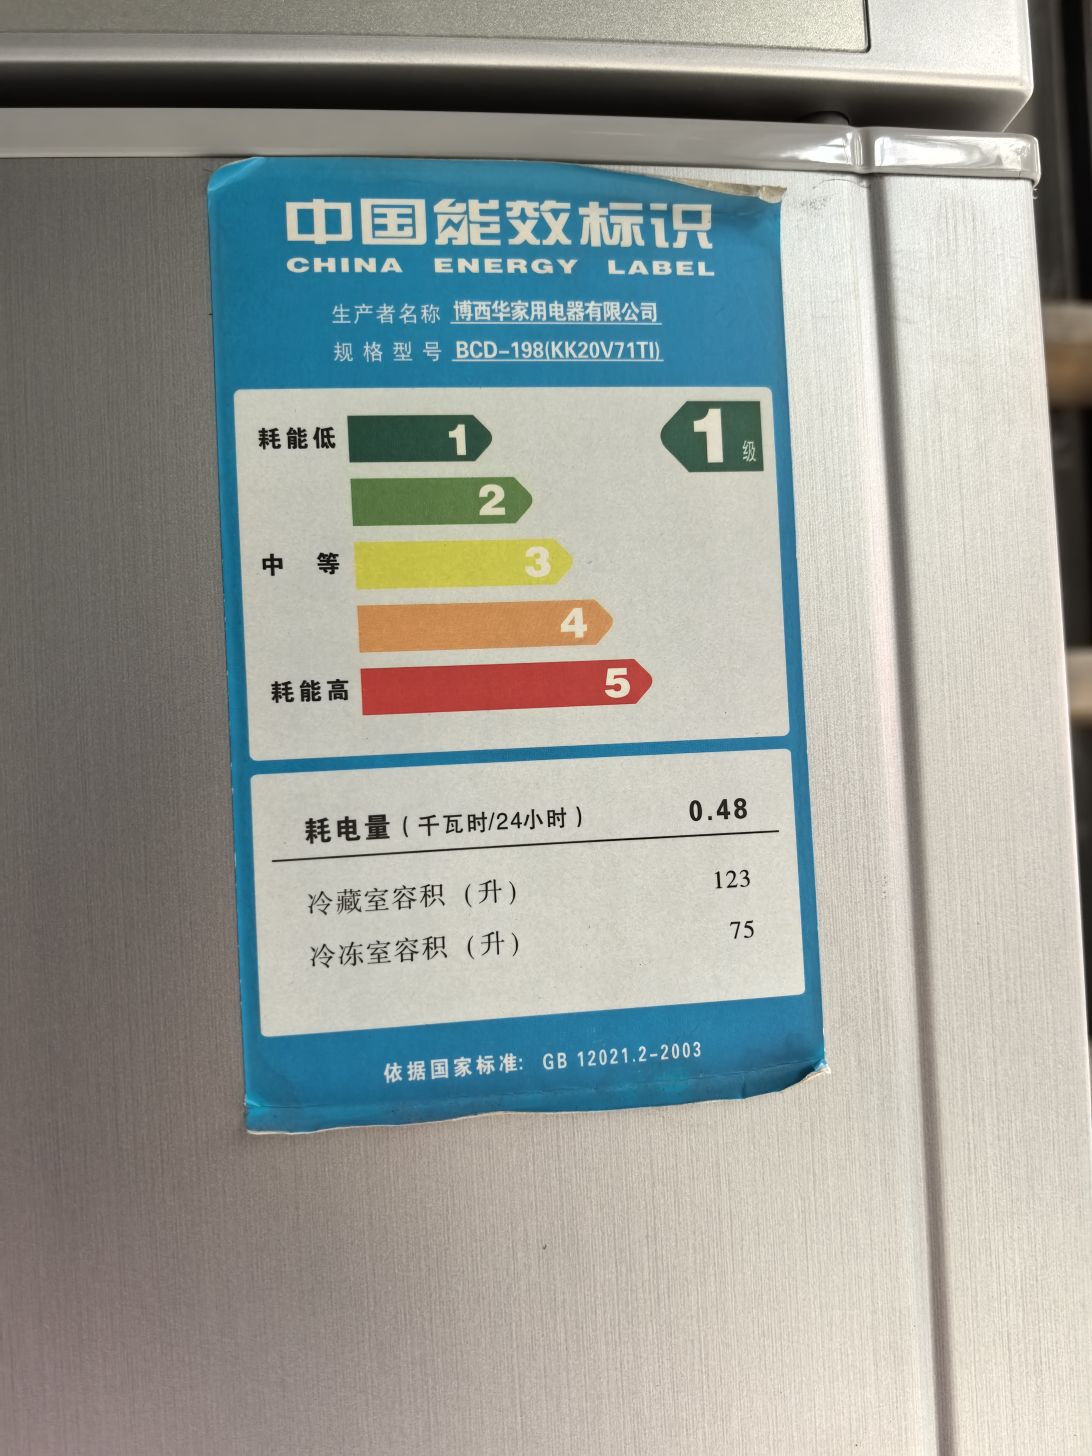 中国能效标识
CHINA ENERGY LABEL
生产者名称 博西华家用电器有限公司
规格型号 BCD-198(KK20V71TI)
耗能低 1 1级
2
中等 3
4
耗能高 5
耗电量(千瓦时/24小时) 0.48
冷藏室容积(升) 123
冷冻室容积(升) 75
依据国家标准: GB 12021.2-2003